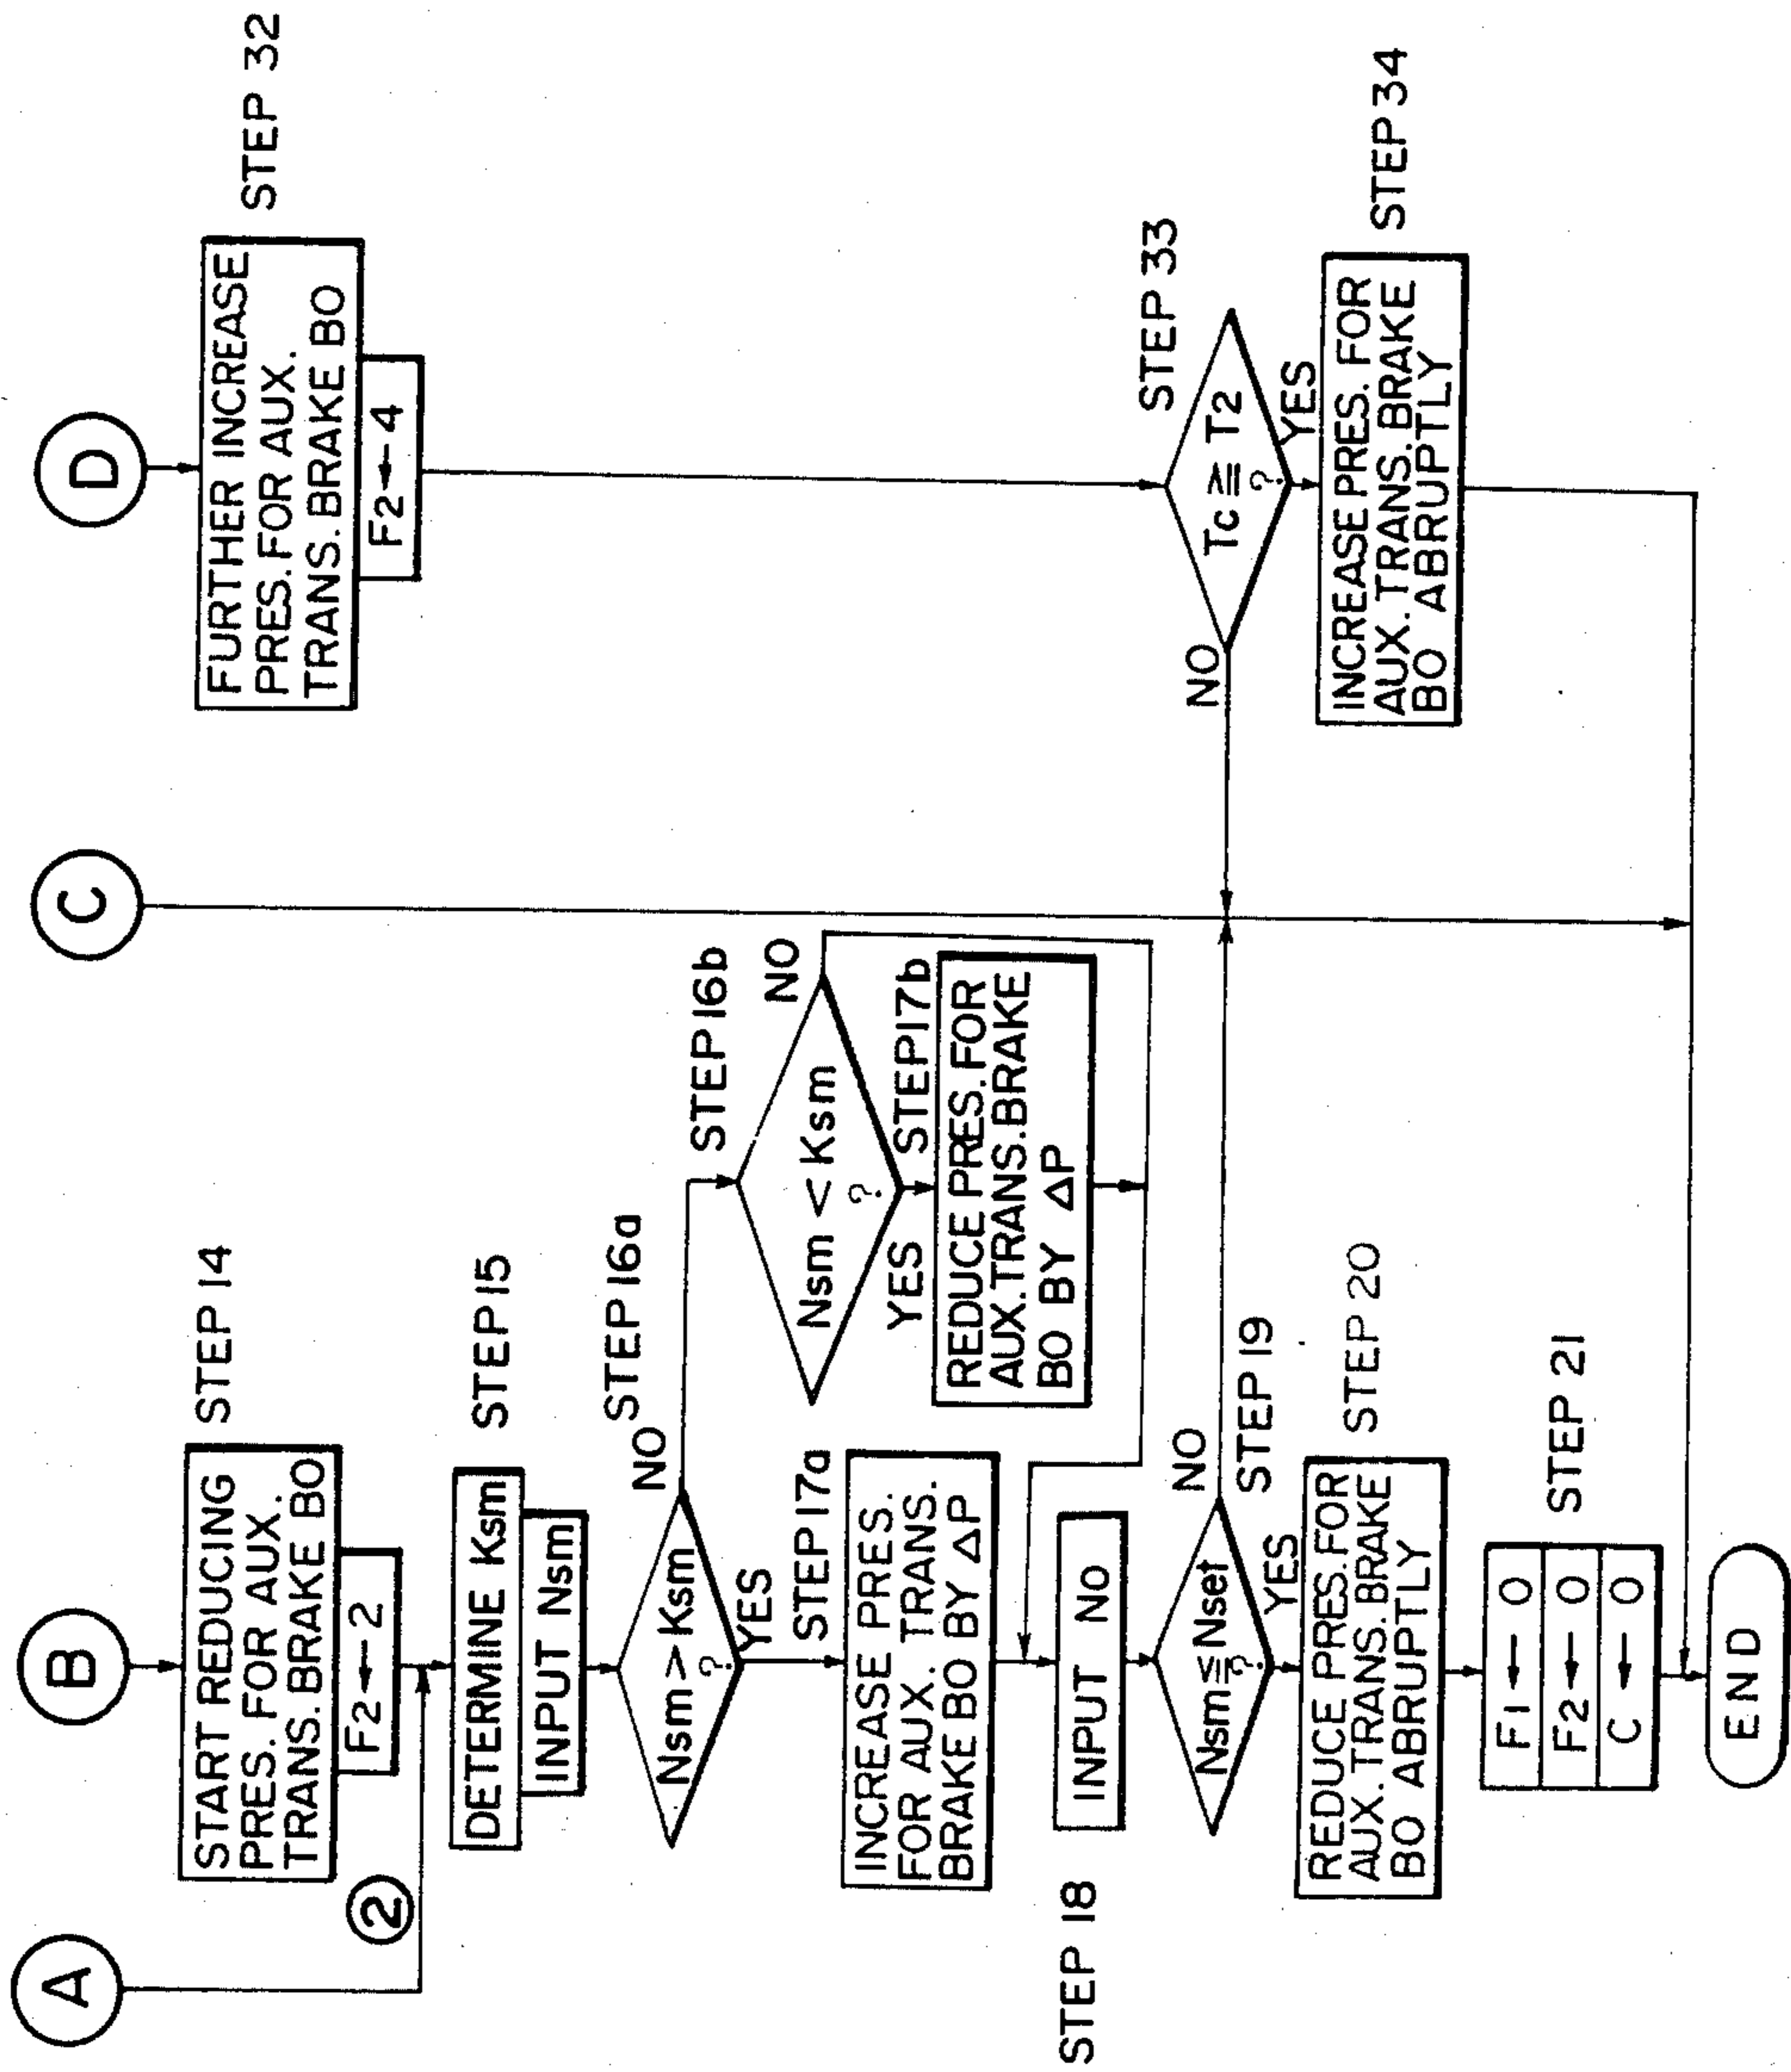 A
B
C
D
START REDUCING
PRES. FOR AUX.
TRANS. BRAKE BO
F2←2
STEP 14
②
DETERMINE Ksm
INPUT Nsm
STEP 15
Nsm > Ksm
?
STEP 16a
NO
YES
STEP 16b
Nsm < Ksm
?
NO
YES
STEP 17a
INCREASE PRES.
FOR AUX. TRANS.
BRAKE BO BY ΔP
STEP 17b
REDUCE PRES. FOR
AUX. TRANS. BRAKE
BO BY ΔP
STEP 18
INPUT NO
Nsm ≦ Nset
?
NO
STEP 19
YES
REDUCE PRES. FOR
AUX. TRANS. BRAKE
BO ABRUPTLY
STEP 20
F1 ← O
F2 ← O
C ← O
STEP 21
END
FURTHER INCREASE
PRES. FOR AUX.
TRANS. BRAKE BO
F2←4
STEP 32
Tc ≧ T2
?
STEP 33
NO
YES
INCREASE PRES. FOR
AUX. TRANS. BRAKE
BO ABRUPTLY
STEP 34